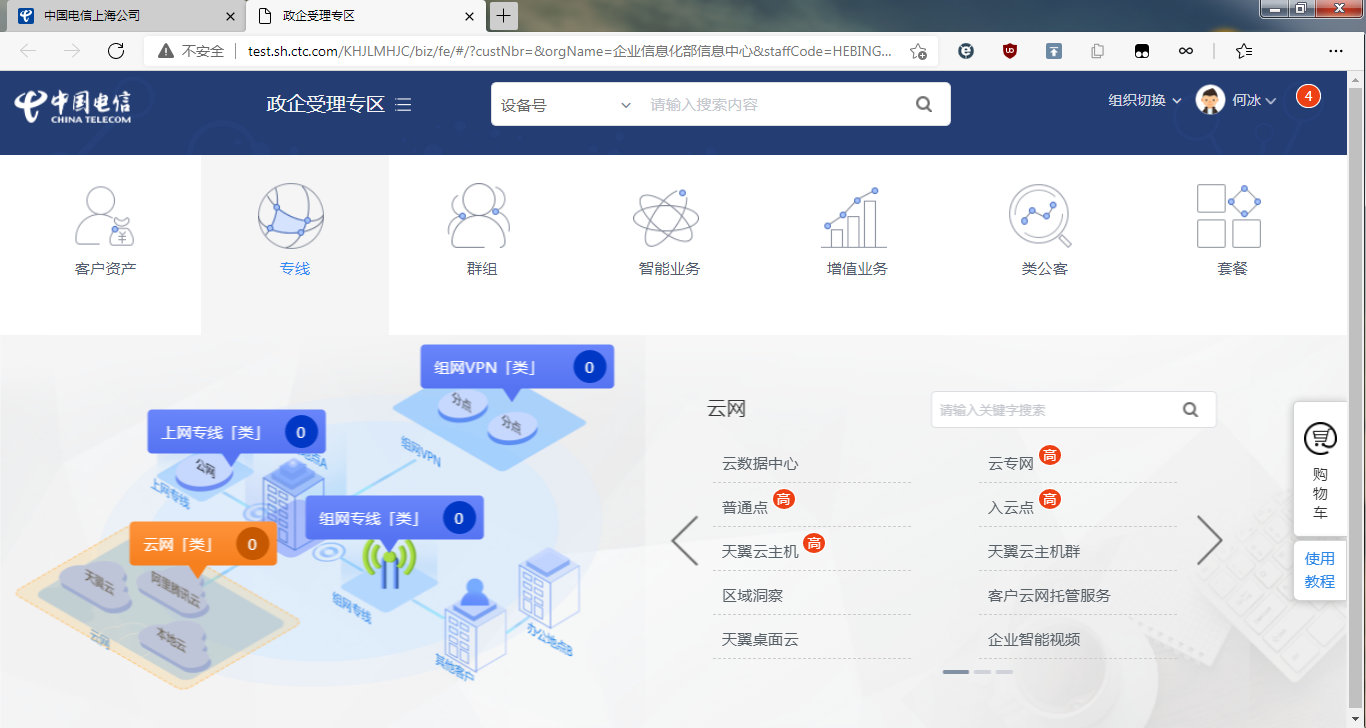 中国电信上海公司
政企受理专区
不安全
test.sh.ctc.com/KHJLMHJC/biz/fe/#/?custNbr=&orgName=企业信息化部信息中心&staffCode=HEBING...
中国电信
CHINA TELECOM
政企受理专区
设备号
请输入搜索内容
组织切换
何冰
4
客户资产
专线
群组
智能业务
增值业务
类公客
套餐
组网VPN「类」 0
分点
分点
组网VPN
上网专线「类」 0
地点A
公网
上网专线
组网专线「类」 0
云网「类」 0
天翼云
阿里腾讯云
本地云
云网
组网专线
其他客户
办公地点B
云网
请输入关键字搜索
云数据中心
云专网 高
普通点 高
入云点 高
天翼云主机 高
天翼云主机群
区域洞察
客户云网托管服务
天翼桌面云
企业智能视频
购
物
车
使用
教程